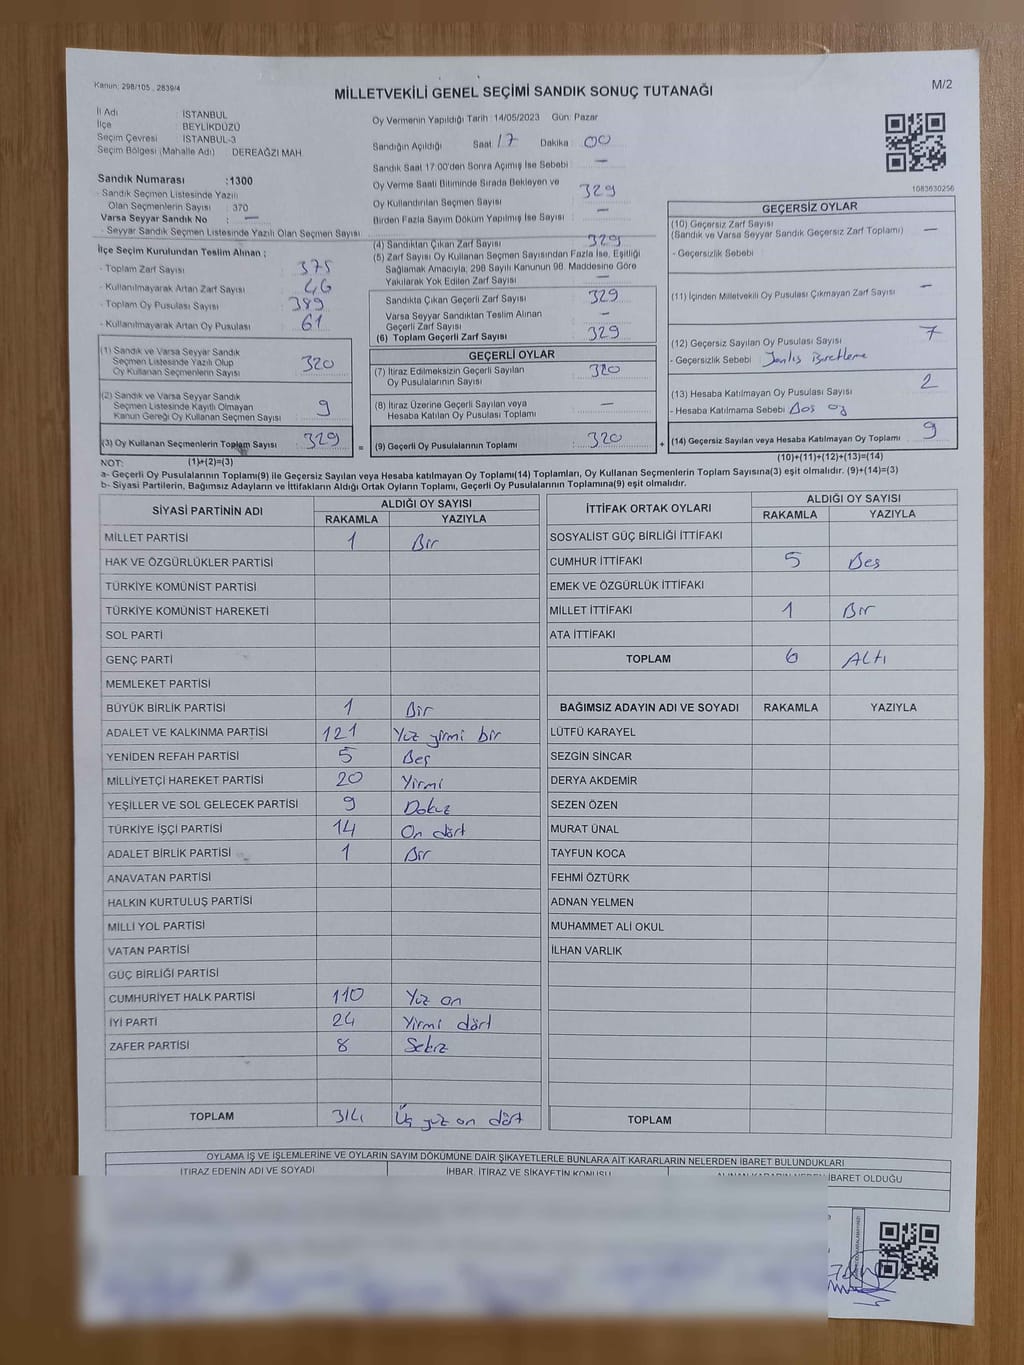 Kanun: 298/105 , 2839/4
MİLLETVEKİLİ GENEL SEÇİMİ SANDIK SONUÇ TUTANAĞI
M/2
İl Adı : İSTANBUL
İlçe : BEYLİKDÜZÜ
Seçim Çevresi : İSTANBUL-3
Seçim Bölgesi (Mahalle Adı) : DEREAĞZI MAH.
Oy Vermenin Yapıldığı Tarih : 14/05/2023 Gün: Pazar
Sandığın Açıldığı Saat : 17 Dakika : 00
Sandık Saat 17:00'den Sonra Açımış İse Sebebi : —
Oy Verme Saati Bitiminde Sırada Bekleyen ve
Oy Kullandırılan Seçmen Sayısı : 329
Birden Fazla Sayım Döküm Yapılmış İse Sayısı : —
1083630256
Sandık Numarası :1300
- Sandık Seçmen Listesinde Yazılı
Olan Seçmenlerin Sayısı : 370
Varsa Seyyar Sandık No : —
- Seyyar Sandık Seçmen Listesinde Yazılı Olan Seçmen Sayısı :
İlçe Seçim Kurulundan Teslim Alınan ;
- Toplam Zarf Sayısı : 375
- Kullanılmayarak Artan Zarf Sayısı : 46
- Toplam Oy Pusulası Sayısı : 389
- Kullanılmayarak Artan Oy Pusulası : 61
(1) Sandık ve Varsa Seyyar Sandık
Seçmen Listesinde Yazılı Olup
Oy Kullanan Seçmenlerin Sayısı : 320
(2) Sandık ve Varsa Seyyar Sandık
Seçmen Listesinde Kayıtlı Olmayan
Kanun Gereği Oy Kullanan Seçmen Sayısı : 9
(3) Oy Kullanan Seçmenlerin Toplam Sayısı : 329
(4) Sandıktan Çıkan Zarf Sayısı : 329
(5) Zarf Sayısı Oy Kullanan Seçmen Sayısından Fazla İse, Eşitliği
Sağlamak Amacıyla, 298 Sayılı Kanunun 98. Maddesine Göre
Yakılarak Yok Edilen Zarf Sayısı : —
Sandıkta Çıkan Geçerli Zarf Sayısı : 329
Varsa Seyyar Sandıktan Teslim Alınan
Geçerli Zarf Sayısı : —
(6) Toplam Geçerli Zarf Sayısı : 329
GEÇERLİ OYLAR
(7) İtiraz Edilmeksizin Geçerli Sayılan
Oy Pusulalarının Sayısı : 320
(8) İtiraz Üzerine Geçerli Sayılan veya
Hesaba Katılan Oy Pusulası Toplamı : —
= (9) Geçerli Oy Pusulalarının Toplamı : 320
GEÇERSİZ OYLAR
(10) Geçersiz Zarf Sayısı
(Sandık ve Varsa Seyyar Sandık Geçersiz Zarf Toplamı) : —
- Geçersizlik Sebebi :
(11) İçinden Milletvekili Oy Pusulası Çıkmayan Zarf Sayısı : —
(12) Geçersiz Sayılan Oy Pusulası Sayısı : 7
- Geçersizlik Sebebi : Yanlış İşaretleme
(13) Hesaba Katılmayan Oy Pusulası Sayısı : 2
- Hesaba Katılmama Sebebi : Boş oy
+ (14) Geçersiz Sayılan veya Hesaba Katılmayan Oy Toplamı : 9
NOT: (1)+(2)=(3)
(10)+(11)+(12)+(13)=(14)
a- Geçerli Oy Pusulalarının Toplamı(9) ile Geçersiz Sayılan veya Hesaba katılmayan Oy Toplamı(14) Toplamları, Oy Kullanan Seçmenlerin Toplam Sayısına(3) eşit olmalıdır. (9)+(14)=(3)
b- Siyasi Partilerin, Bağımsız Adayların ve İttifakların Aldığı Ortak Oyların Toplamı, Geçerli Oy Pusulalarının Toplamına(9) eşit olmalıdır.
SİYASİ PARTİNİN ADI ALDIĞI OY SAYISI
RAKAMLA YAZIYLA
MİLLET PARTİSİ 1 Bir
HAK VE ÖZGÜRLÜKLER PARTİSİ
TÜRKİYE KOMÜNİST PARTİSİ
TÜRKİYE KOMÜNİST HAREKETİ
SOL PARTİ
GENÇ PARTİ
MEMLEKET PARTİSİ
BÜYÜK BİRLİK PARTİSİ 1 Bir
ADALET VE KALKINMA PARTİSİ 121 Yüz yirmi bir
YENİDEN REFAH PARTİSİ 5 Beş
MİLLİYETÇİ HAREKET PARTİSİ 20 Yirmi
YEŞİLLER VE SOL GELECEK PARTİSİ 9 Dokuz
TÜRKİYE İŞÇİ PARTİSİ 14 On dört
ADALET BİRLİK PARTİSİ 1 Bir
ANAVATAN PARTİSİ
HALKIN KURTULUŞ PARTİSİ
MİLLİ YOL PARTİSİ
VATAN PARTİSİ
GÜÇ BİRLİĞİ PARTİSİ
CUMHURİYET HALK PARTİSİ 110 Yüz on
İYİ PARTİ 24 Yirmi dört
ZAFER PARTİSİ 8 Sekiz
TOPLAM 314 Üç yüz on dört
İTTİFAK ORTAK OYLARI ALDIĞI OY SAYISI
RAKAMLA YAZIYLA
SOSYALİST GÜÇ BİRLİĞİ İTTİFAKI
CUMHUR İTTİFAKI 5 Beş
EMEK VE ÖZGÜRLÜK İTTİFAKI
MİLLET İTTİFAKI 1 Bir
ATA İTTİFAKI
TOPLAM 6 Altı
BAĞIMSIZ ADAYIN ADI VE SOYADI RAKAMLA YAZIYLA
LÜTFÜ KARAYEL
SEZGİN SİNCAR
DERYA AKDEMİR
SEZEN ÖZEN
MURAT ÜNAL
TAYFUN KOCA
FEHMİ ÖZTÜRK
ADNAN YELMEN
MUHAMMET ALİ OKUL
İLHAN VARLIK
TOPLAM
OYLAMA İŞ VE İŞLEMLERİNE VE OYLARIN SAYIM DÖKÜMÜNE DAİR ŞİKAYETLERLE BUNLARA AİT KARARLARIN NELERDEN İBARET BULUNDUKLARI
İTİRAZ EDENİN ADI VE SOYADI İHBAR, İTİRAZ VE ŞİKAYETİN KONUSU ALINAN KARARIN NEDEN İBARET OLDUĞU